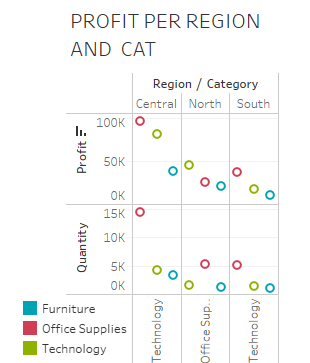 PROFIT PER REGION
AND CAT
Region / Category
Central North South
Profit
100K
50K
0K
Quantity
15K
10K
5K
0K
Technology
Office Sup..
Technology
Furniture
Office Supplies
Technology